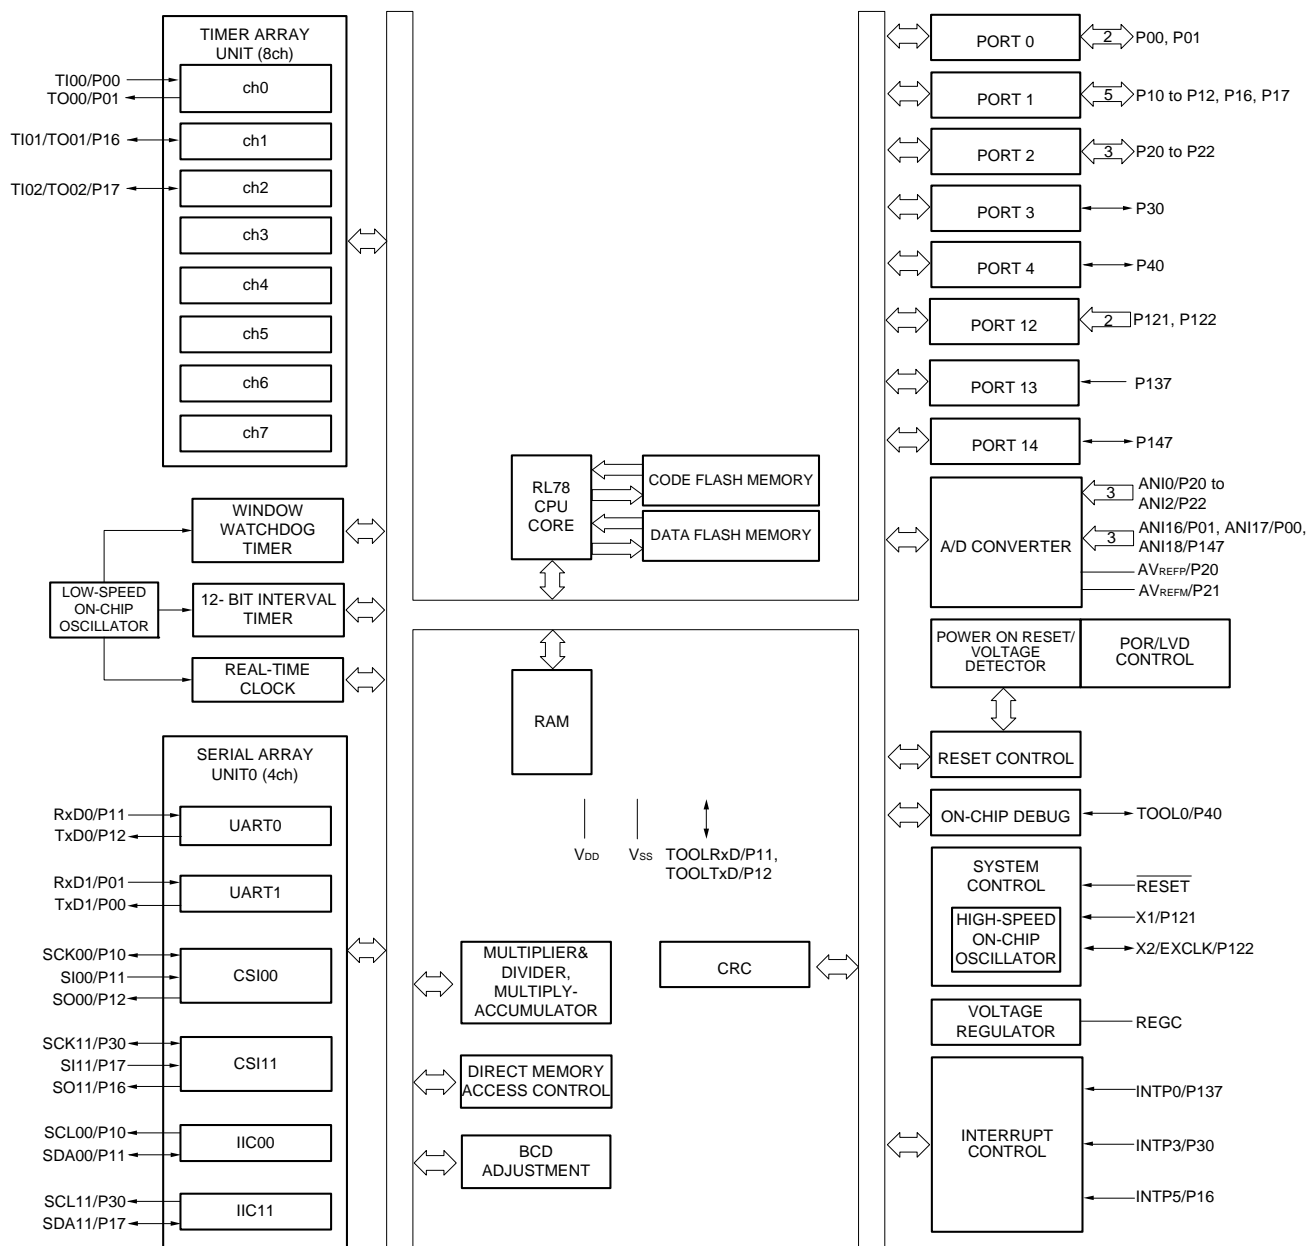 TIMER ARRAY
UNIT (8ch)
TI00/P00
TO00/P01
ch0
TI01/TO01/P16
ch1
TI02/TO02/P17
ch2
ch3
ch4
ch5
ch6
ch7
WINDOW
WATCHDOG
TIMER
LOW-SPEED
ON-CHIP
OSCILLATOR
12- BIT INTERVAL
TIMER
REAL-TIME
CLOCK
SERIAL ARRAY
UNIT0 (4ch)
RxD0/P11
TxD0/P12
UART0
RxD1/P01
TxD1/P00
UART1
SCK00/P10
SI00/P11
SO00/P12
CSI00
SCK11/P30
SI11/P17
SO11/P16
CSI11
SCL00/P10
SDA00/P11
IIC00
SCL11/P30
SDA11/P17
IIC11
RL78
CPU
CORE
CODE FLASH MEMORY
DATA FLASH MEMORY
RAM
VDD
VSS
TOOLRxD/P11,
TOOLTxD/P12
MULTIPLIER&
DIVIDER,
MULTIPLY-
ACCUMULATOR
CRC
DIRECT MEMORY
ACCESS CONTROL
BCD
ADJUSTMENT
PORT 0
2
P00, P01
PORT 1
5
P10 to P12, P16, P17
PORT 2
3
P20 to P22
PORT 3
P30
PORT 4
P40
PORT 12
2
P121, P122
PORT 13
P137
PORT 14
P147
A/D CONVERTER
3
ANI0/P20 to
ANI2/P22
3
ANI16/P01, ANI17/P00,
ANI18/P147
AVREFP/P20
AVREFM/P21
POWER ON RESET/
VOLTAGE
DETECTOR
POR/LVD
CONTROL
RESET CONTROL
ON-CHIP DEBUG
TOOL0/P40
SYSTEM
CONTROL
HIGH-SPEED
ON-CHIP
OSCILLATOR
RESET
X1/P121
X2/EXCLK/P122
VOLTAGE
REGULATOR
REGC
INTERRUPT
CONTROL
INTP0/P137
INTP3/P30
INTP5/P16